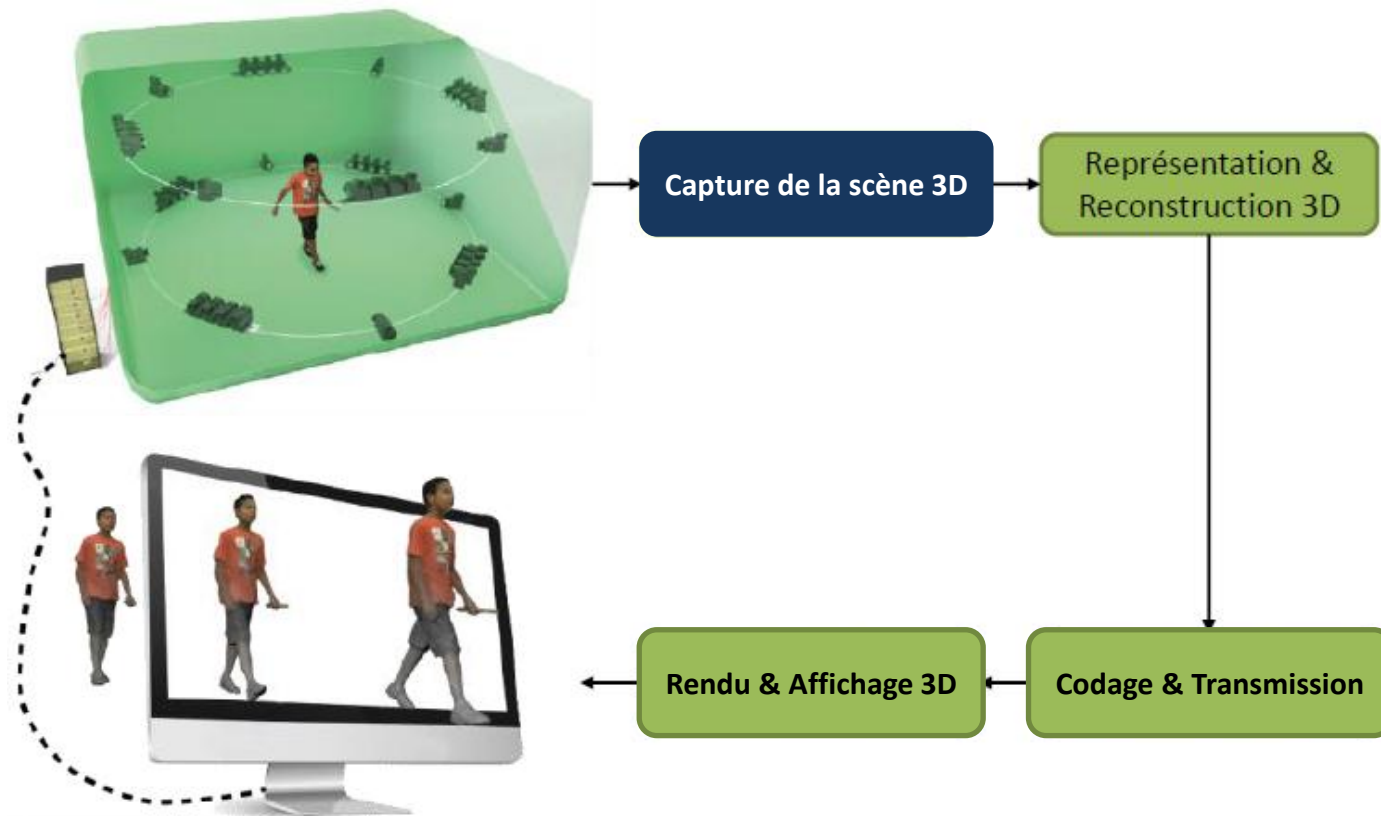 Capture de la scène 3D
Représentation &
Reconstruction 3D
Rendu & Affichage 3D
Codage & Transmission